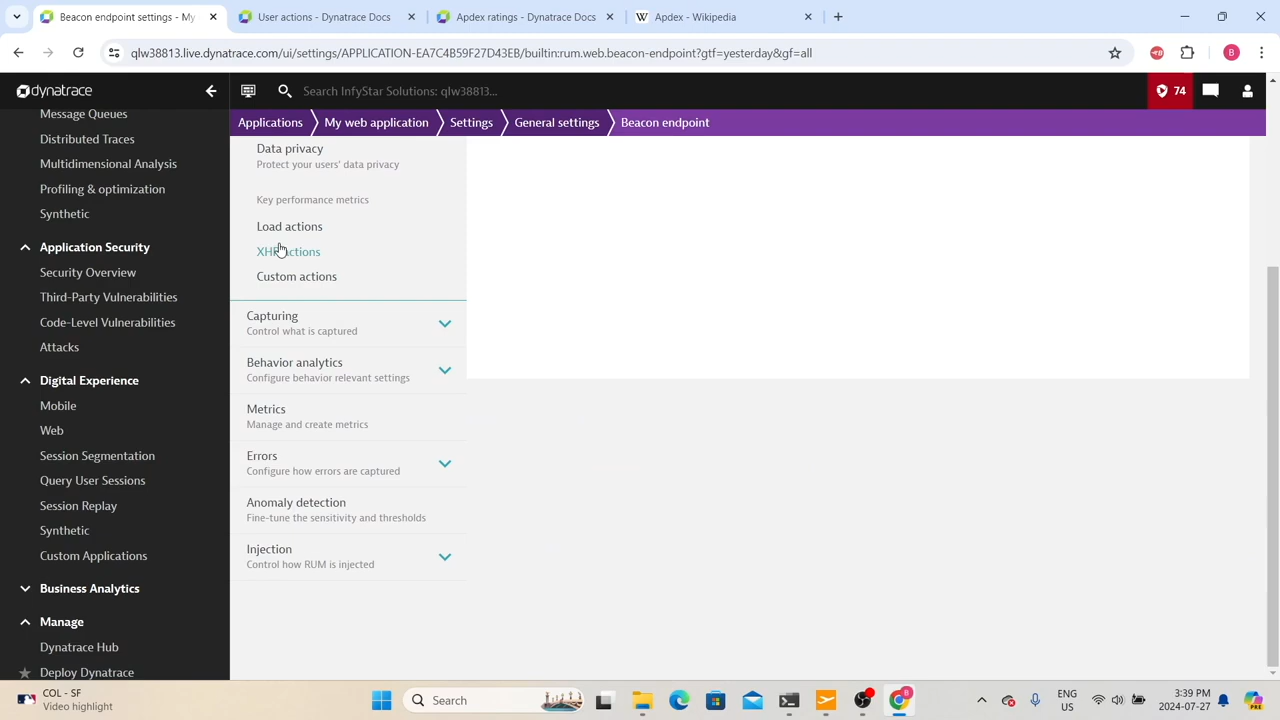 Beacon endpoint settings - My
User actions - Dynatrace Docs
Apdex ratings - Dynatrace Docs
W Apdex - Wikipedia
qlw38813.live.dynatrace.com/ui/settings/APPLICATION-EA7C4B59F27D43EB/builtin:rum.web.beacon-endpoint?gtf=yesterday&gf=all
B
dynatrace
Search InfyStar Solutions: qlw38813...
74
Applications
My web application
Settings
General settings
Beacon endpoint
Message Queues
Distributed Traces
Multidimensional Analysis
Profiling & optimization
Synthetic
Application Security
Security Overview
Third-Party Vulnerabilities
Code-Level Vulnerabilities
Attacks
Digital Experience
Mobile
Web
Session Segmentation
Query User Sessions
Session Replay
Synthetic
Custom Applications
Business Analytics
Manage
Dynatrace Hub
Deploy Dynatrace
Data privacy
Protect your users' data privacy
Key performance metrics
Load actions
XHR actions
Custom actions
Capturing
Control what is captured
Behavior analytics
Configure behavior relevant settings
Metrics
Manage and create metrics
Errors
Configure how errors are captured
Anomaly detection
Fine-tune the sensitivity and thresholds
Injection
Control how RUM is injected
COL - SF
Video highlight
Search
ENG
US
3:39 PM
2024-07-27